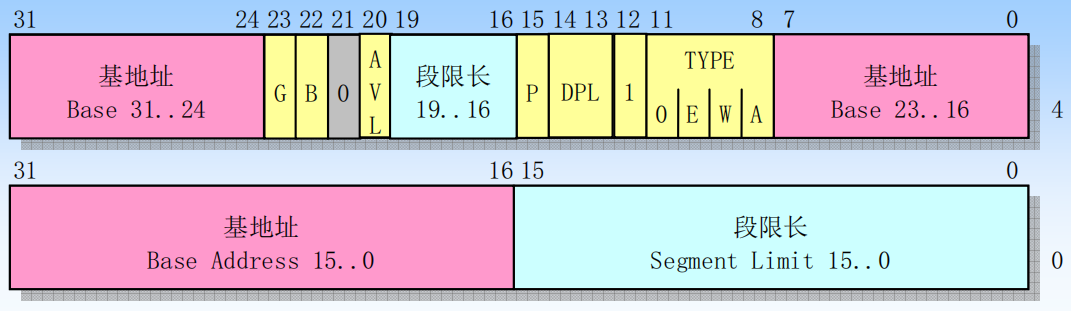 31 24 23 22 21 20 19 16 15 14 13 12 11 8 7 0
基地址
Base 31..24
G B 0
A
V
L
段限长
19..16
P DPL 1
TYPE
0 E W A
基地址
Base 23..16
4
31 16 15 0
基地址
Base Address 15..0
段限长
Segment Limit 15..0
0